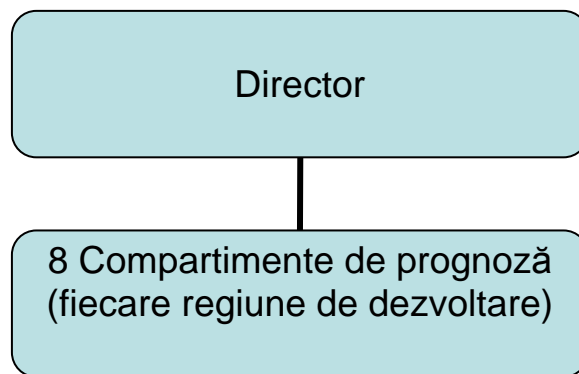 Director
8 Compartimente de prognoză
(fiecare regiune de dezvoltare)